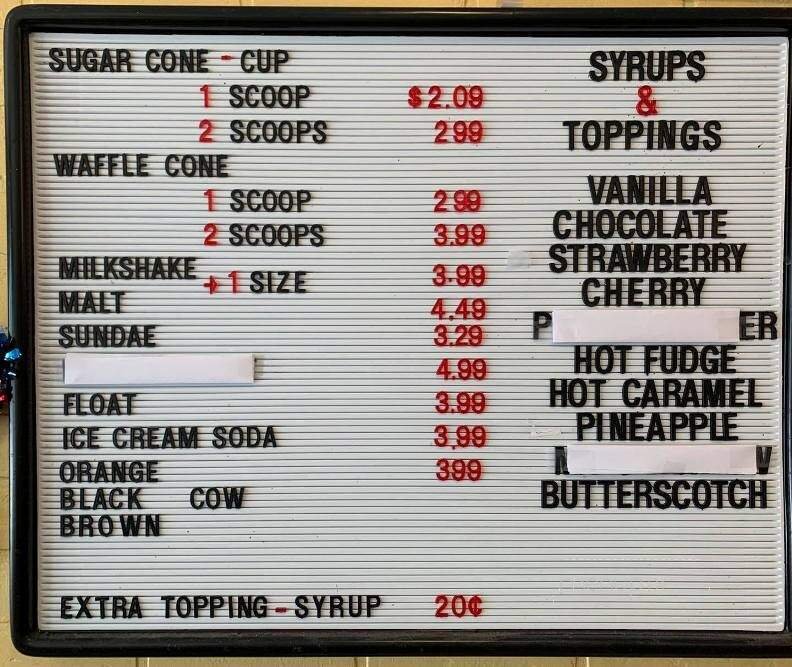 SUGAR CONE - CUP
1 SCOOP $2.09
2 SCOOPS 299
WAFFLE CONE
1 SCOOP 2.99
2 SCOOPS 3.99
MILKSHAKE → 1 SIZE 3.99
MALT 4.49
SUNDAE 3.29
4.99
FLOAT 3.99
ICE CREAM SODA 3.99
ORANGE 399
BLACK COW
BROWN
EXTRA TOPPING - SYRUP 20¢
SYRUPS
&
TOPPINGS
VANILLA
CHOCOLATE
STRAWBERRY
CHERRY
HOT FUDGE
HOT CARAMEL
PINEAPPLE
BUTTERSCOTCH